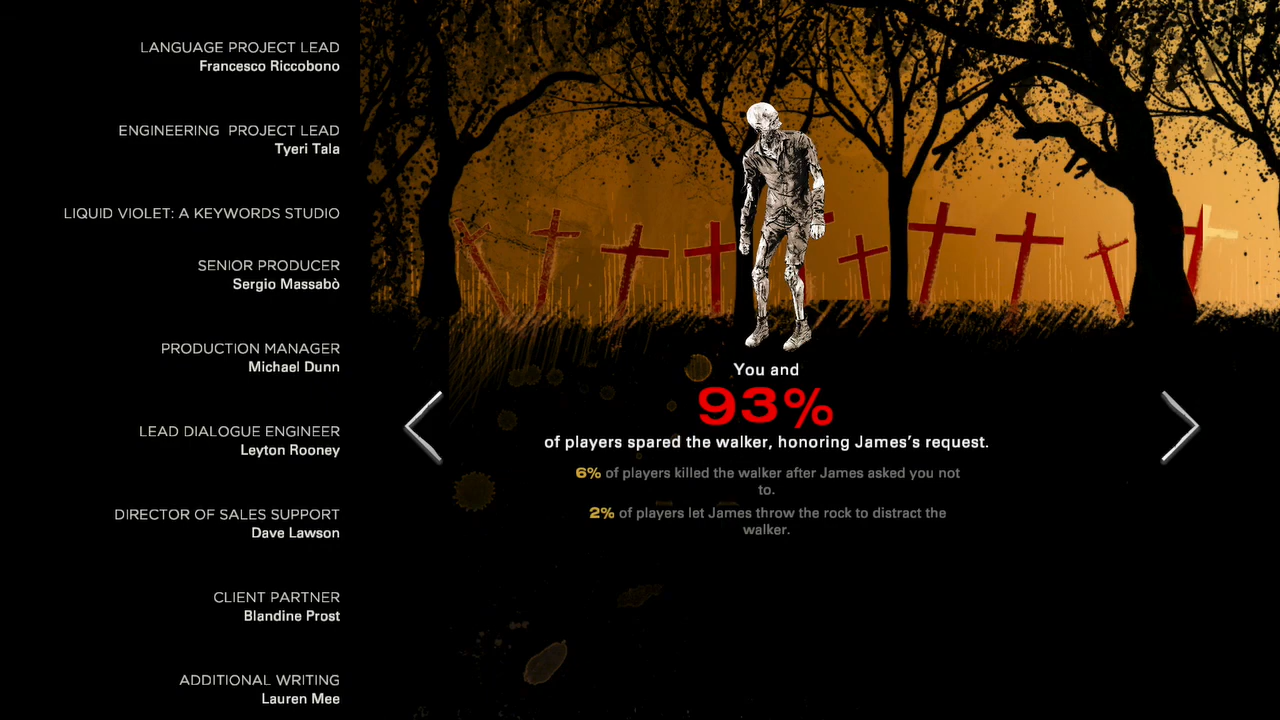 LANGUAGE PROJECT LEAD
Francesco Riccobono
ENGINEERING PROJECT LEAD
Tyeri Tala
LIQUID VIOLET: A KEYWORDS STUDIO
SENIOR PRODUCER
Sergio Massabò
PRODUCTION MANAGER
Michael Dunn
LEAD DIALOGUE ENGINEER
Leyton Rooney
DIRECTOR OF SALES SUPPORT
Dave Lawson
CLIENT PARTNER
Blandine Prost
ADDITIONAL WRITING
Lauren Mee
You and
93%
of players spared the walker, honoring James's request.
6% of players killed the walker after James asked you not
to.
2% of players let James throw the rock to distract the
walker.